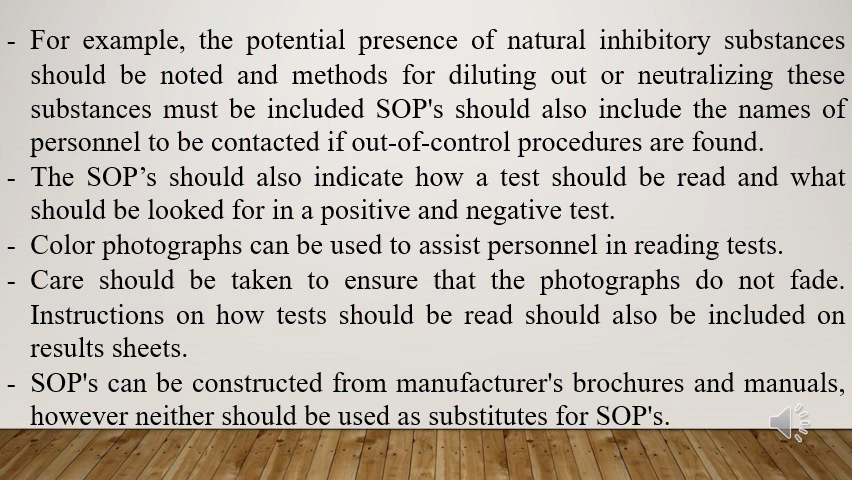 - For example, the potential presence of natural inhibitory substances
should be noted and methods for diluting out or neutralizing these
substances must be included SOP's should also include the names of
personnel to be contacted if out-of-control procedures are found.
- The SOP’s should also indicate how a test should be read and what
should be looked for in a positive and negative test.
- Color photographs can be used to assist personnel in reading tests.
- Care should be taken to ensure that the photographs do not fade.
Instructions on how tests should be read should also be included on
results sheets.
- SOP's can be constructed from manufacturer's brochures and manuals,
however neither should be used as substitutes for SOP's.